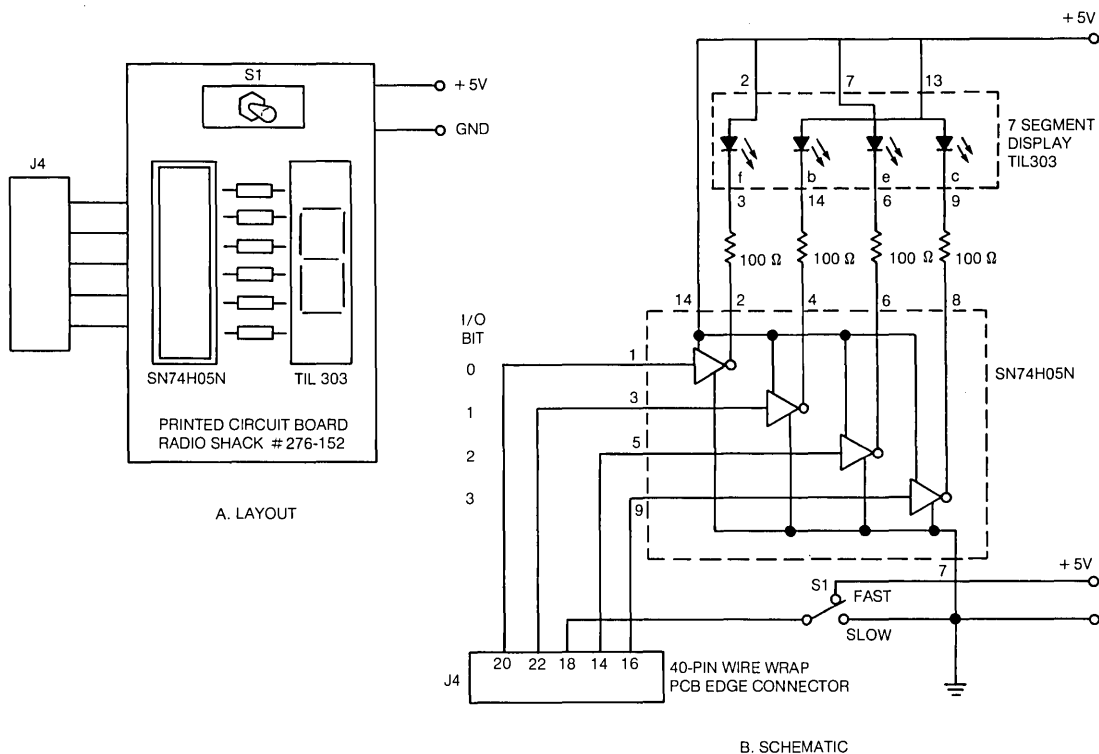 S1
+ 5V
GND
J4
SN74H05N
TIL 303
PRINTED CIRCUIT BOARD
RADIO SHACK # 276-152
A. LAYOUT
+ 5V
2
7
13
7 SEGMENT
DISPLAY
TIL303
f
b
e
c
3
14
6
9
100 Ω
100 Ω
100 Ω
100 Ω
14
2
4
6
8
I/O
BIT
0
1
2
3
1
3
5
9
SN74H05N
7
+ 5V
S1
FAST
SLOW
20
22
18
14
16
J4
40-PIN WIRE WRAP
PCB EDGE CONNECTOR
B. SCHEMATIC